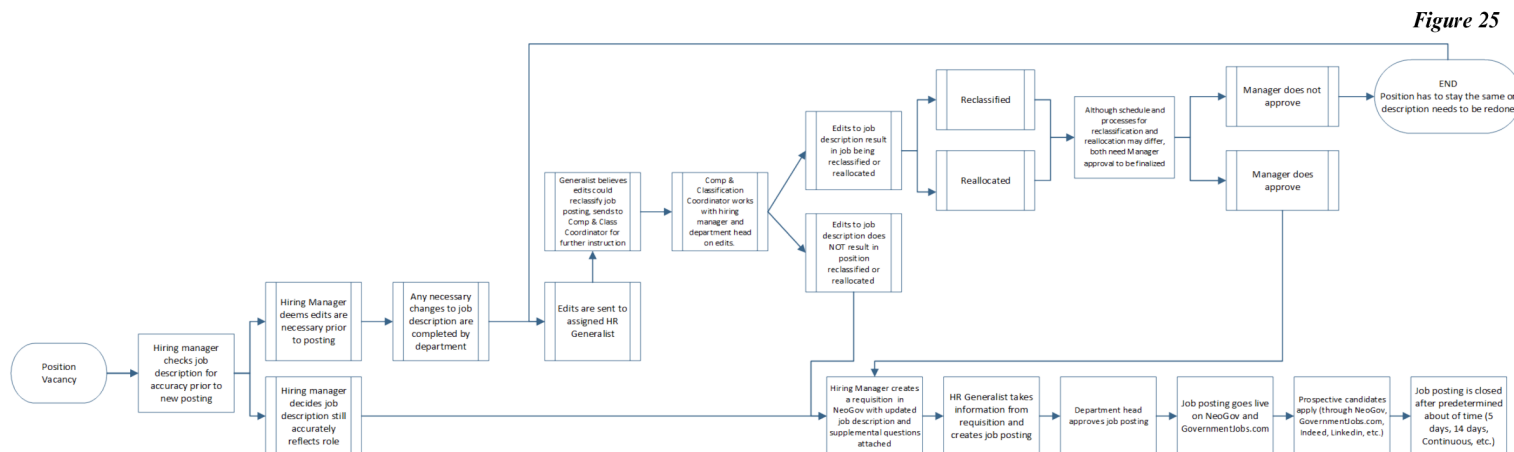 Figure 25
Position
Vacancy
Hiring manager
checks job
description for
accuracy prior to
new posting
Hiring Manager
deems edits are
necessary prior
to posting
Any necessary
changes to job
description are
completed by
department
Edits are sent to
assigned HR
Generalist
Generalist believes
edits could
reclassify job
posting, sends to
Comp & Class
Coordinator for
further instruction
Comp &
Classification
Coordinator works
with hiring
manager and
department head
on edits.
Edits to job
description result
in job being
reclassified or
reallocated
Edits to job
description does
NOT result in
position
reclassified or
reallocated
Reclassified
Reallocated
Although schedule and
processes for
reclassification and
reallocation may differ,
both need Manager
approval to be finalized
Manager does not
approve
Manager does
approve
END
Position has to stay the same or
description needs to be redone
Hiring manager
decides job
description still
accurately
reflects role
Hiring Manager creates
a requisition in
NeoGov with updated
job description and
supplemental questions
attached
HR Generalist takes
information from
requisition and
creates job posting
Department head
approves job posting
Job posting goes live
on NeoGov and
GovernmentJobs.com
Prospective candidates
apply (through NeoGov,
GovernmentJobs.com,
Indeed, Linkedin, etc.)
Job posting is closed
after predetermined
about of time (5
days, 14 days,
Continuous, etc.)